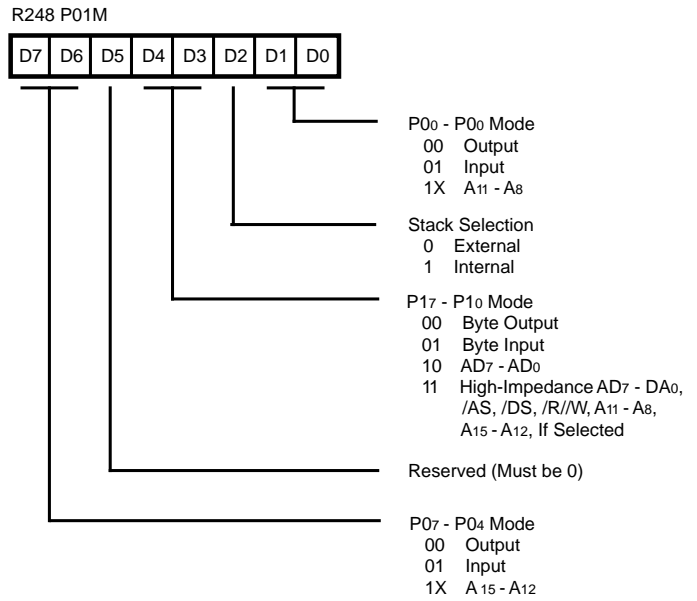 R248 P01M
D7 D6 D5 D4 D3 D2 D1 D0
P00 - P00 Mode
00 Output
01 Input
1X A11 - A8
Stack Selection
0 External
1 Internal
P17 - P10 Mode
00 Byte Output
01 Byte Input
10 AD7 - AD0
11 High-Impedance AD7 - DA0,
/AS, /DS, /R//W, A11 - A8,
A15 - A12, If Selected
Reserved (Must be 0)
P07 - P04 Mode
00 Output
01 Input
1X A 15 - A12